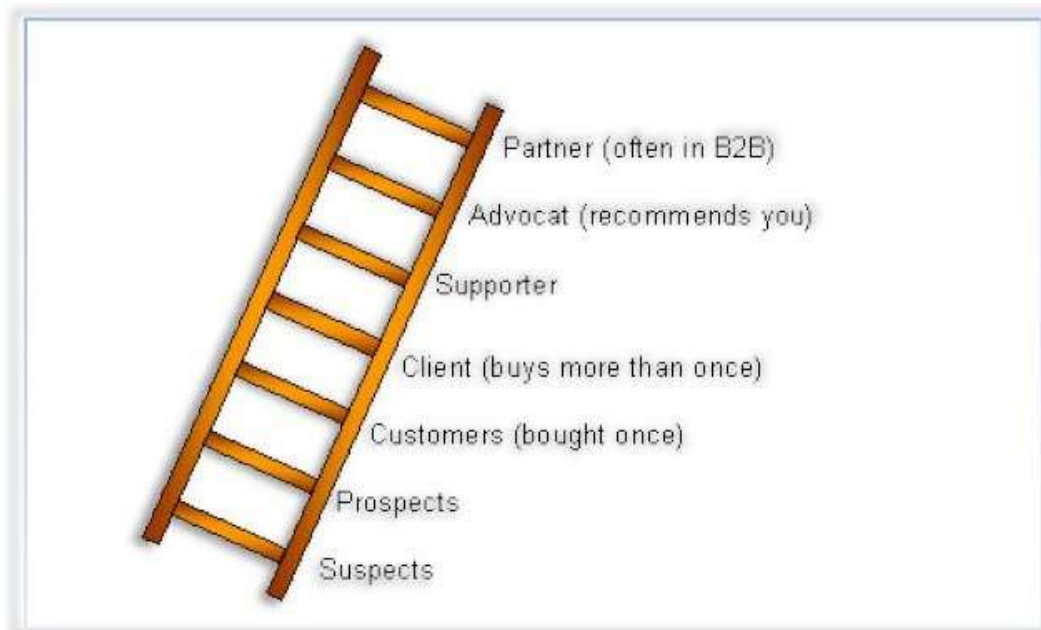 Partner (often in B2B)
Advocat (recommends you)
Supporter
Client (buys more than once)
Customers (bought once)
Prospects
Suspects